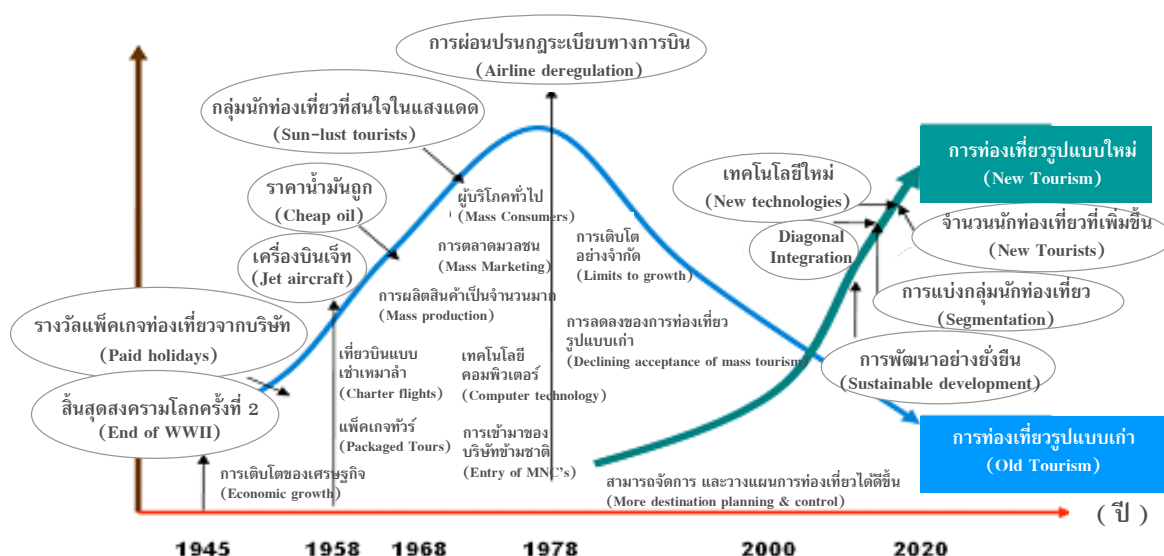 การผ่อนปรนกฎระเบียบทางการบิน
(Airline deregulation)
กลุ่มนักท่องเที่ยวที่สนใจในแสงแดด
(Sun-lust tourists)
ราคาน้ำมันถูก
(Cheap oil)
เครื่องบินเจ็ท
(Jet aircraft)
รางวัลแพ็คเกจท่องเที่ยวจากบริษัท
(Paid holidays)
สิ้นสุดสงครามโลกครั้งที่ 2
(End of WWII)
การเติบโตของเศรษฐกิจ
(Economic growth)
ผู้บริโภคทั่วไป
(Mass Consumers)
การตลาดมวลชน
(Mass Marketing)
การผลิตสินค้าเป็นจำนวนมาก
(Mass production)
เที่ยวบินแบบ
เช่าเหมาลำ
(Charter flights)
แพ็คเกจทัวร์
(Packaged Tours)
เทคโนโลยี
คอมพิวเตอร์
(Computer technology)
การเข้ามาของ
บริษัทข้ามชาติ
(Entry of MNC's)
การเติบโต
อย่างจำกัด
(Limits to growth)
การลดลงของการท่องเที่ยว
รูปแบบเก่า
(Declining acceptance of mass tourism)
สามารถจัดการ และวางแผนการท่องเที่ยวได้ดีขึ้น
(More destination planning & control)
เทคโนโลยีใหม่
(New technologies)
Diagonal
Integration
การท่องเที่ยวรูปแบบใหม่
(New Tourism)
จำนวนนักท่องเที่ยวที่เพิ่มขึ้น
(New Tourists)
การแบ่งกลุ่มนักท่องเที่ยว
(Segmentation)
การพัฒนาอย่างยั่งยืน
(Sustainable development)
การท่องเที่ยวรูปแบบเก่า
(Old Tourism)
(ปี)
1945 1958 1968 1978 2000 2020